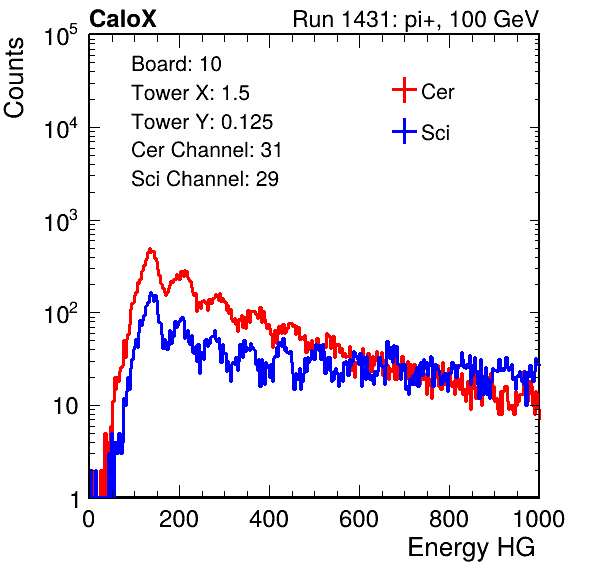 CaloX Run 1431: pi+, 100 GeV
Board: 10
Tower X: 1.5
Tower Y: 0.125
Cer Channel: 31
Sci Channel: 29
Cer
Sci
Counts
10^5
10^4
10^3
10^2
10
1
0 200 400 600 800 1000
Energy HG